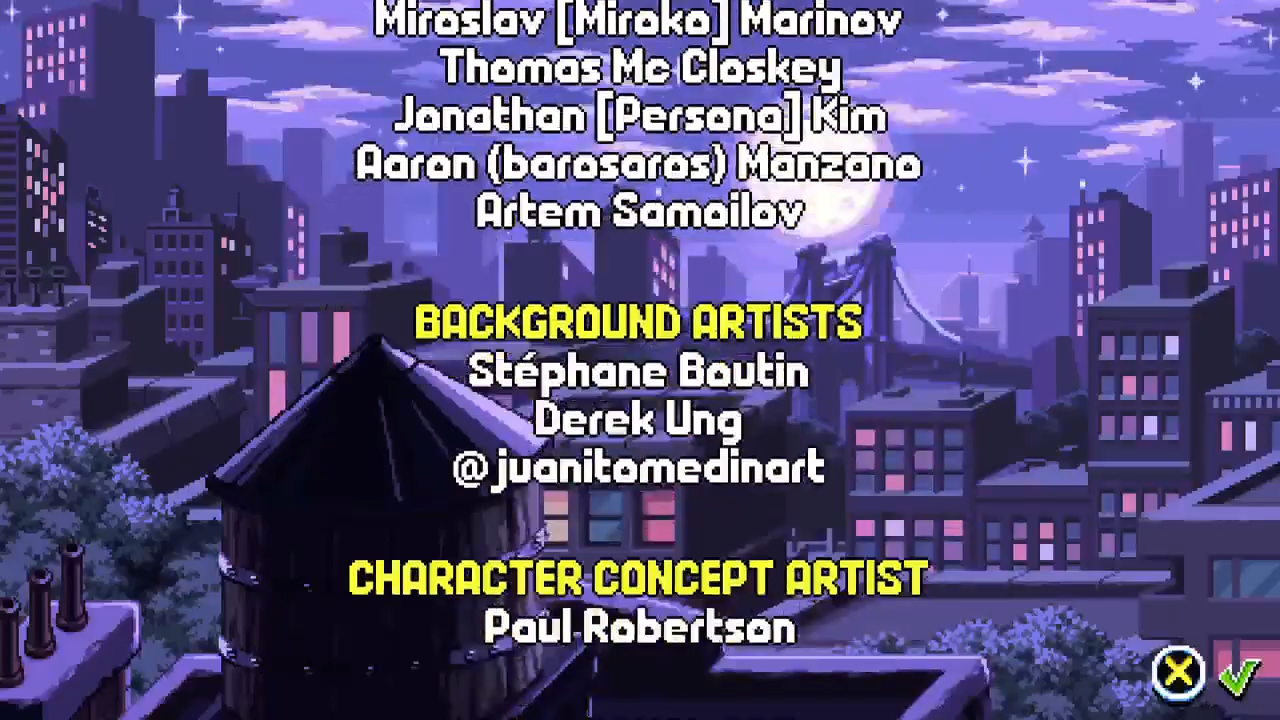 Miroslav [Miroko] Marinov
Thomas Mc Closkey
Jonathan [Persona] Kim
Aaron (barosaros) Manzano
Artem Samoilov
BACKGROUND ARTISTS
Stéphane Boutin
Derek Ung
@juanitomedinart
CHARACTER CONCEPT ARTIST
Paul Robertson